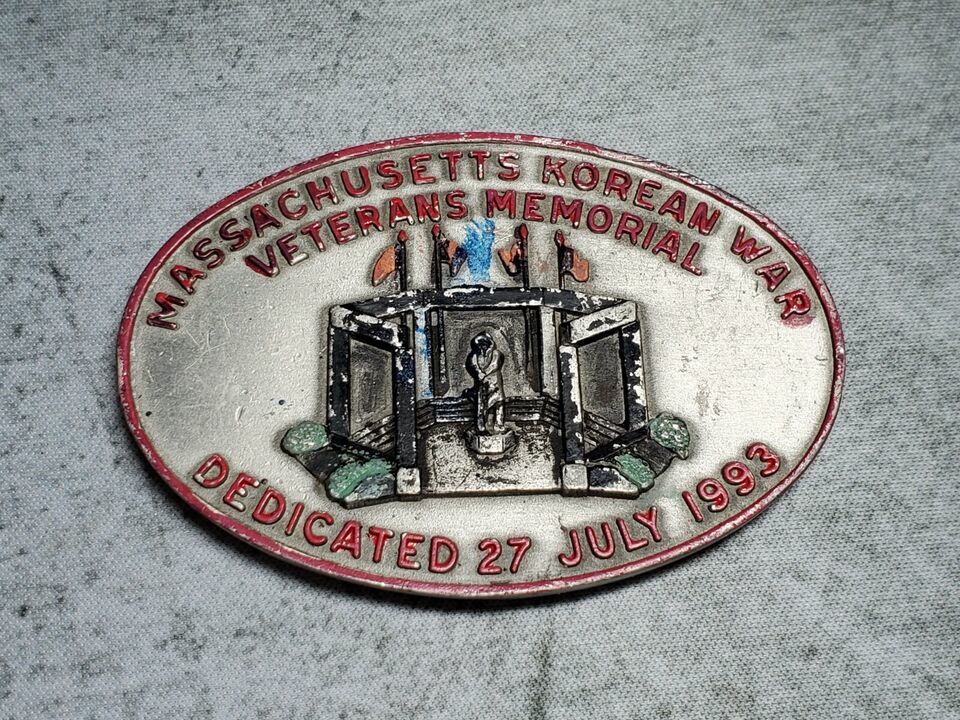 MASSACHUSETTS KOREAN WAR
VETERANS MEMORIAL
DEDICATED 27 JULY 1993